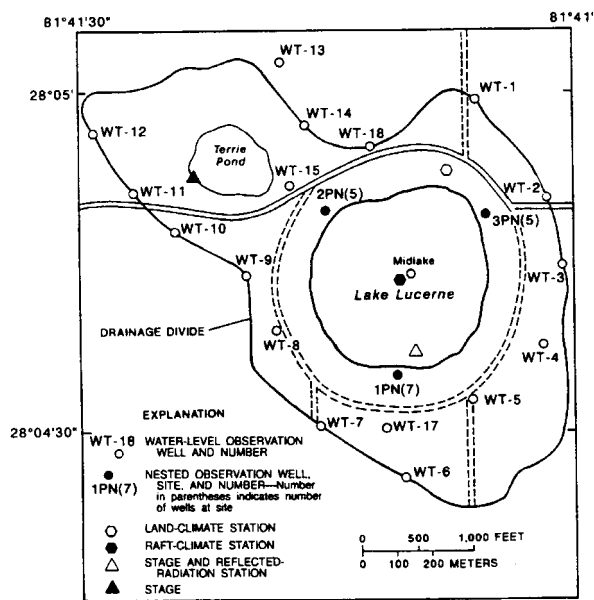 81°41'30"
81°41'
WT-13
28°05'
WT-1
WT-12
WT-14
WT-18
Terrie
Pond
WT-15
WT-11
2PN(5)
WT-2
3PN(5)
WT-10
WT-9
Midlake
WT-3
Lake Lucerne
DRAINAGE DIVIDE
WT-8
WT-4
1PN(7)
EXPLANATION
WT-5
28°04'30"
WT-18
WATER-LEVEL OBSERVATION
WELL AND NUMBER
WT-7
WT-17
WT-6
1PN(7)
NESTED OBSERVATION WELL,
SITE, AND NUMBER—Number
in parentheses indicates number
of wells at site
LAND-CLIMATE STATION
RAFT-CLIMATE STATION
STAGE AND REFLECTED-
RADIATION STATION
STAGE
0 500 1,000 FEET
0 100 200 METERS